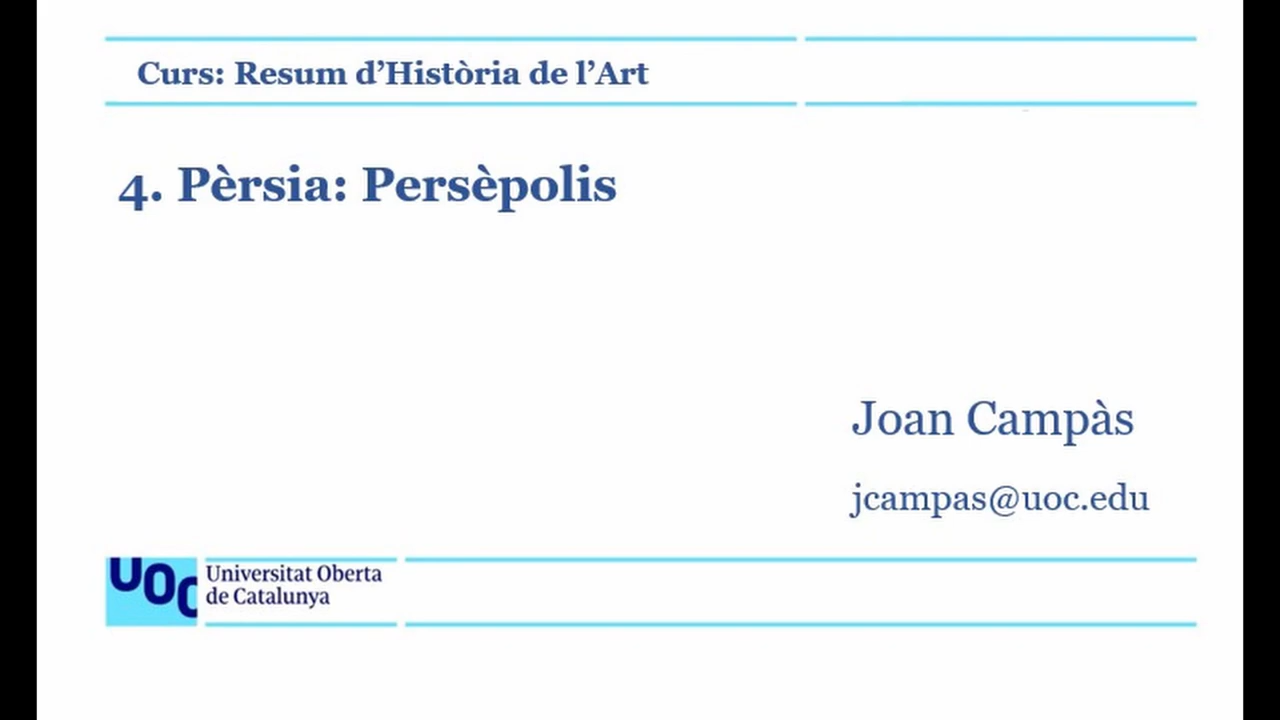 Curs: Resum d’Història de l’Art
4. Pèrsia: Persèpolis
Joan Campàs
jcampas@uoc.edu
UOC
Universitat Oberta
de Catalunya